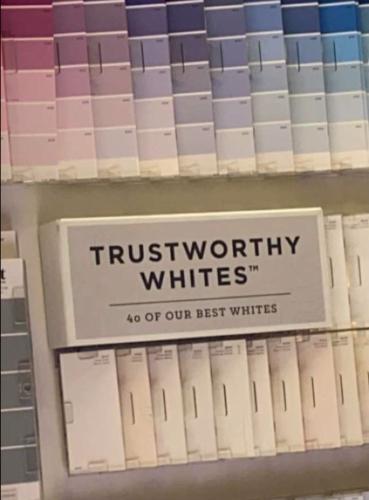 TRUSTWORTHY
WHITES™
40 OF OUR BEST WHITES